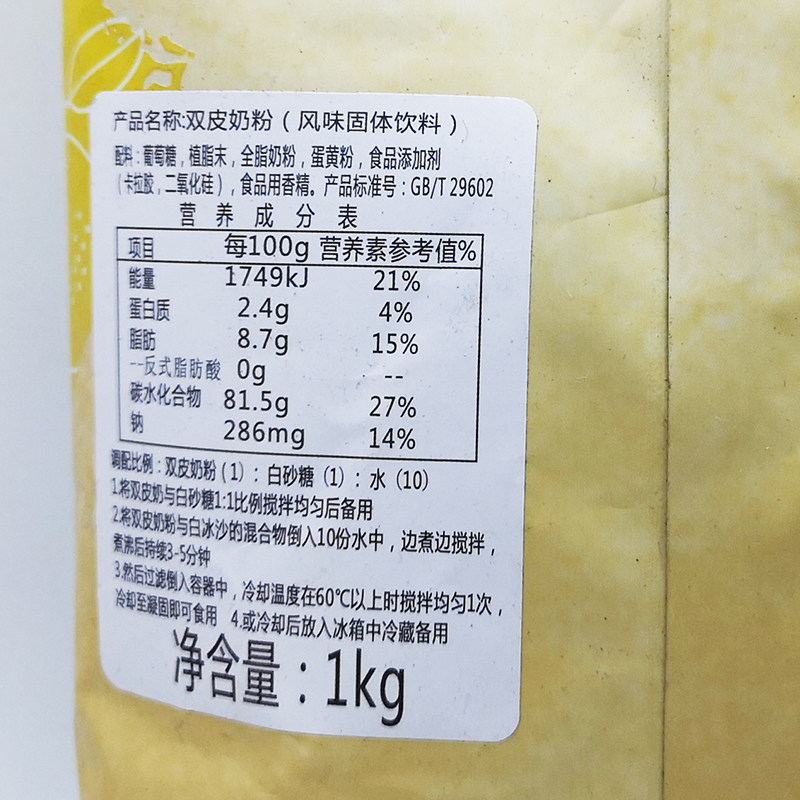 产品名称:双皮奶粉(风味固体饮料)
配料:葡萄糖,植脂末,全脂奶粉,蛋黄粉,食品添加剂
(卡拉胶,二氧化硅),食品用香精。产品标准号:GB/T 29602
营养成分表
项目 每100g 营养素参考值%
能量 1749kJ 21%
蛋白质 2.4g 4%
脂肪 8.7g 15%
--反式脂肪酸 0g --
碳水化合物 81.5g 27%
钠 286mg 14%
调配比例:双皮奶粉(1):白砂糖(1):水(10)
1.将双皮奶与白砂糖1:1比例搅拌均匀后备用
2.将双皮奶粉与白冰沙的混合物倒入10份水中,边煮边搅拌,
煮沸后持续3-5分钟
3.然后过滤倒入容器中,冷却温度在60℃以上时搅拌均匀1次,
冷却至凝固即可食用 4.或冷却后放入冰箱中冷藏备用
净含量:1kg